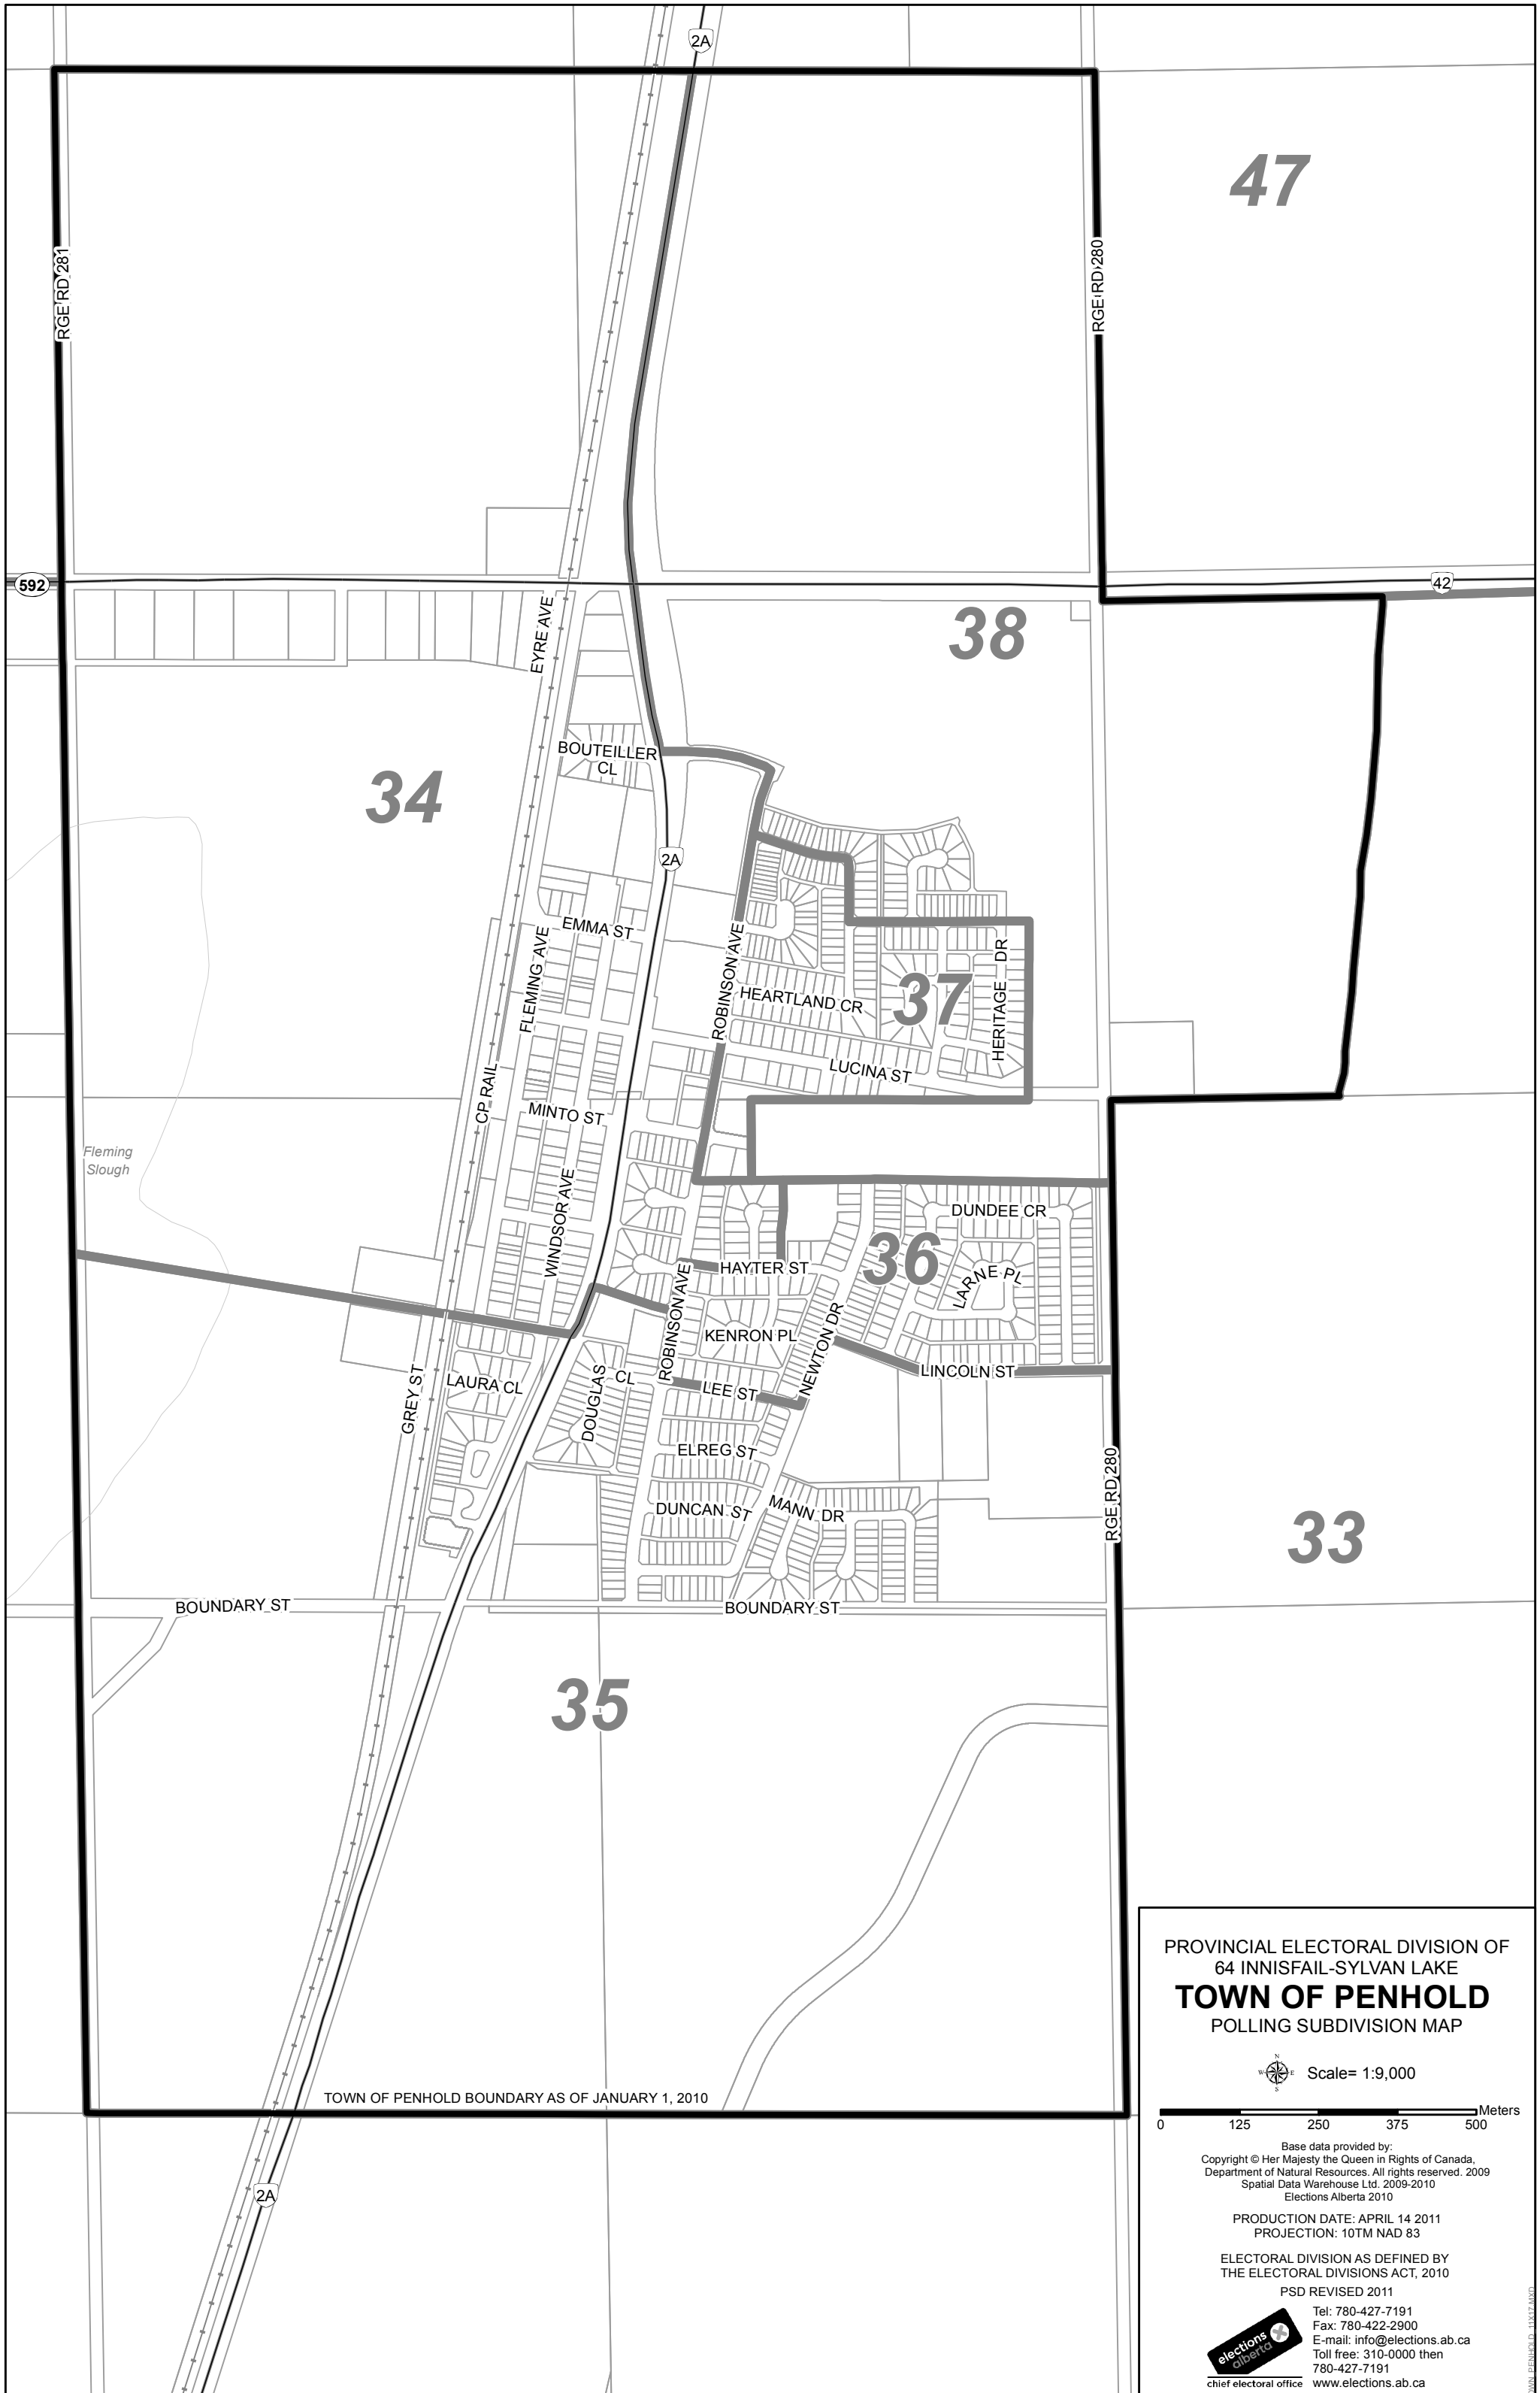 2A
47
RGE RD 281
RGE RD 280
592
42
38
EYRE AVE
BOUTEILLER
CL
34
2A
EMMA ST
FLEMING AVE
ROBINSON AVE
HEARTLAND CR
37
HERITAGE DR
LUCINA ST
CP RAIL
MINTO ST
Fleming
Slough
WINDSOR AVE
DUNDEE CR
36
HAYTER ST
LARNE PL
ROBINSON AVE
KENRON PL
NEWTON DR
LINCOLN ST
GREY ST
LAURA CL
DOUGLAS CL
LEE ST
ELREG ST
DUNCAN ST
MANN DR
RGE RD 280
33
BOUNDARY ST
BOUNDARY ST
35
TOWN OF PENHOLD BOUNDARY AS OF JANUARY 1, 2010
2A
PROVINCIAL ELECTORAL DIVISION OF
64 INNISFAIL-SYLVAN LAKE
TOWN OF PENHOLD
POLLING SUBDIVISION MAP
N
W E
S
Scale= 1:9,000
Meters
0 125 250 375 500
Base data provided by:
Copyright © Her Majesty the Queen in Rights of Canada,
Department of Natural Resources. All rights reserved. 2009
Spatial Data Warehouse Ltd. 2009-2010
Elections Alberta 2010
PRODUCTION DATE: APRIL 14 2011
PROJECTION: 10TM NAD 83
ELECTORAL DIVISION AS DEFINED BY
THE ELECTORAL DIVISIONS ACT, 2010
PSD REVISED 2011
elections
alberta
chief electoral office
Tel: 780-427-7191
Fax: 780-422-2900
E-mail: info@elections.ab.ca
Toll free: 310-0000 then
780-427-7191
www.elections.ab.ca